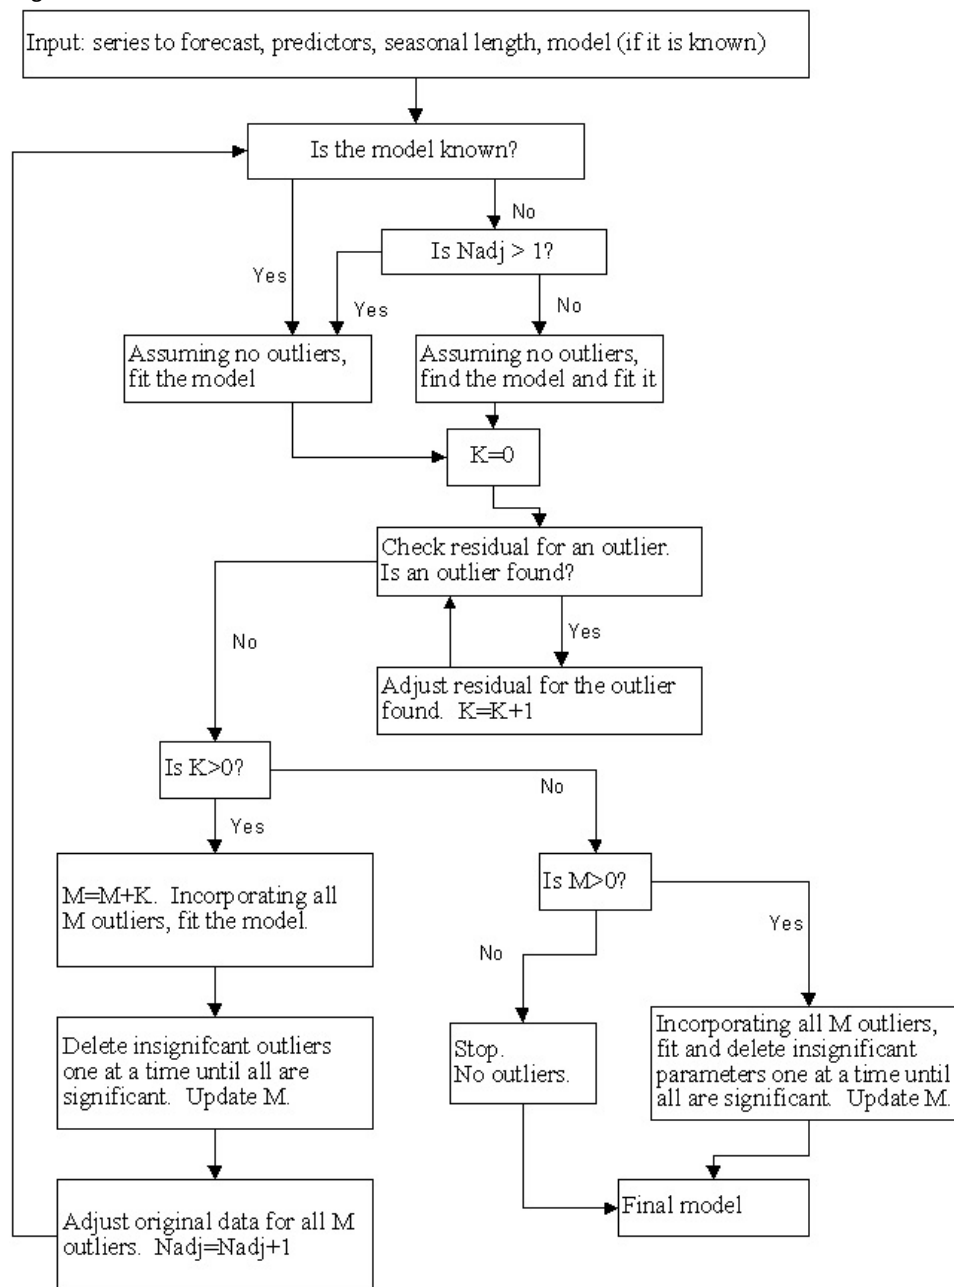 Input: series to forecast, predictors, seasonal length, model (if it is known)
Is the model known?
No
Is Nadj > 1?
Yes
Yes
No
Assuming no outliers,
fit the model
Assuming no outliers,
find the model and fit it
K=0
Check residual for an outlier.
Is an outlier found?
No
Yes
Adjust residual for the outlier
found. K=K+1
Is K>0?
No
Yes
M=M+K. Incorporating all
M outliers, fit the model.
Is M>0?
No
Yes
Delete insignifcant outliers
one at a time until all are
significant. Update M.
Stop.
No outliers.
Incorporating all M outliers,
fit and delete insignificant
parameters one at a time until
all are significant. Update M.
Adjust original data for all M
outliers. Nadj=Nadj+1
Final model